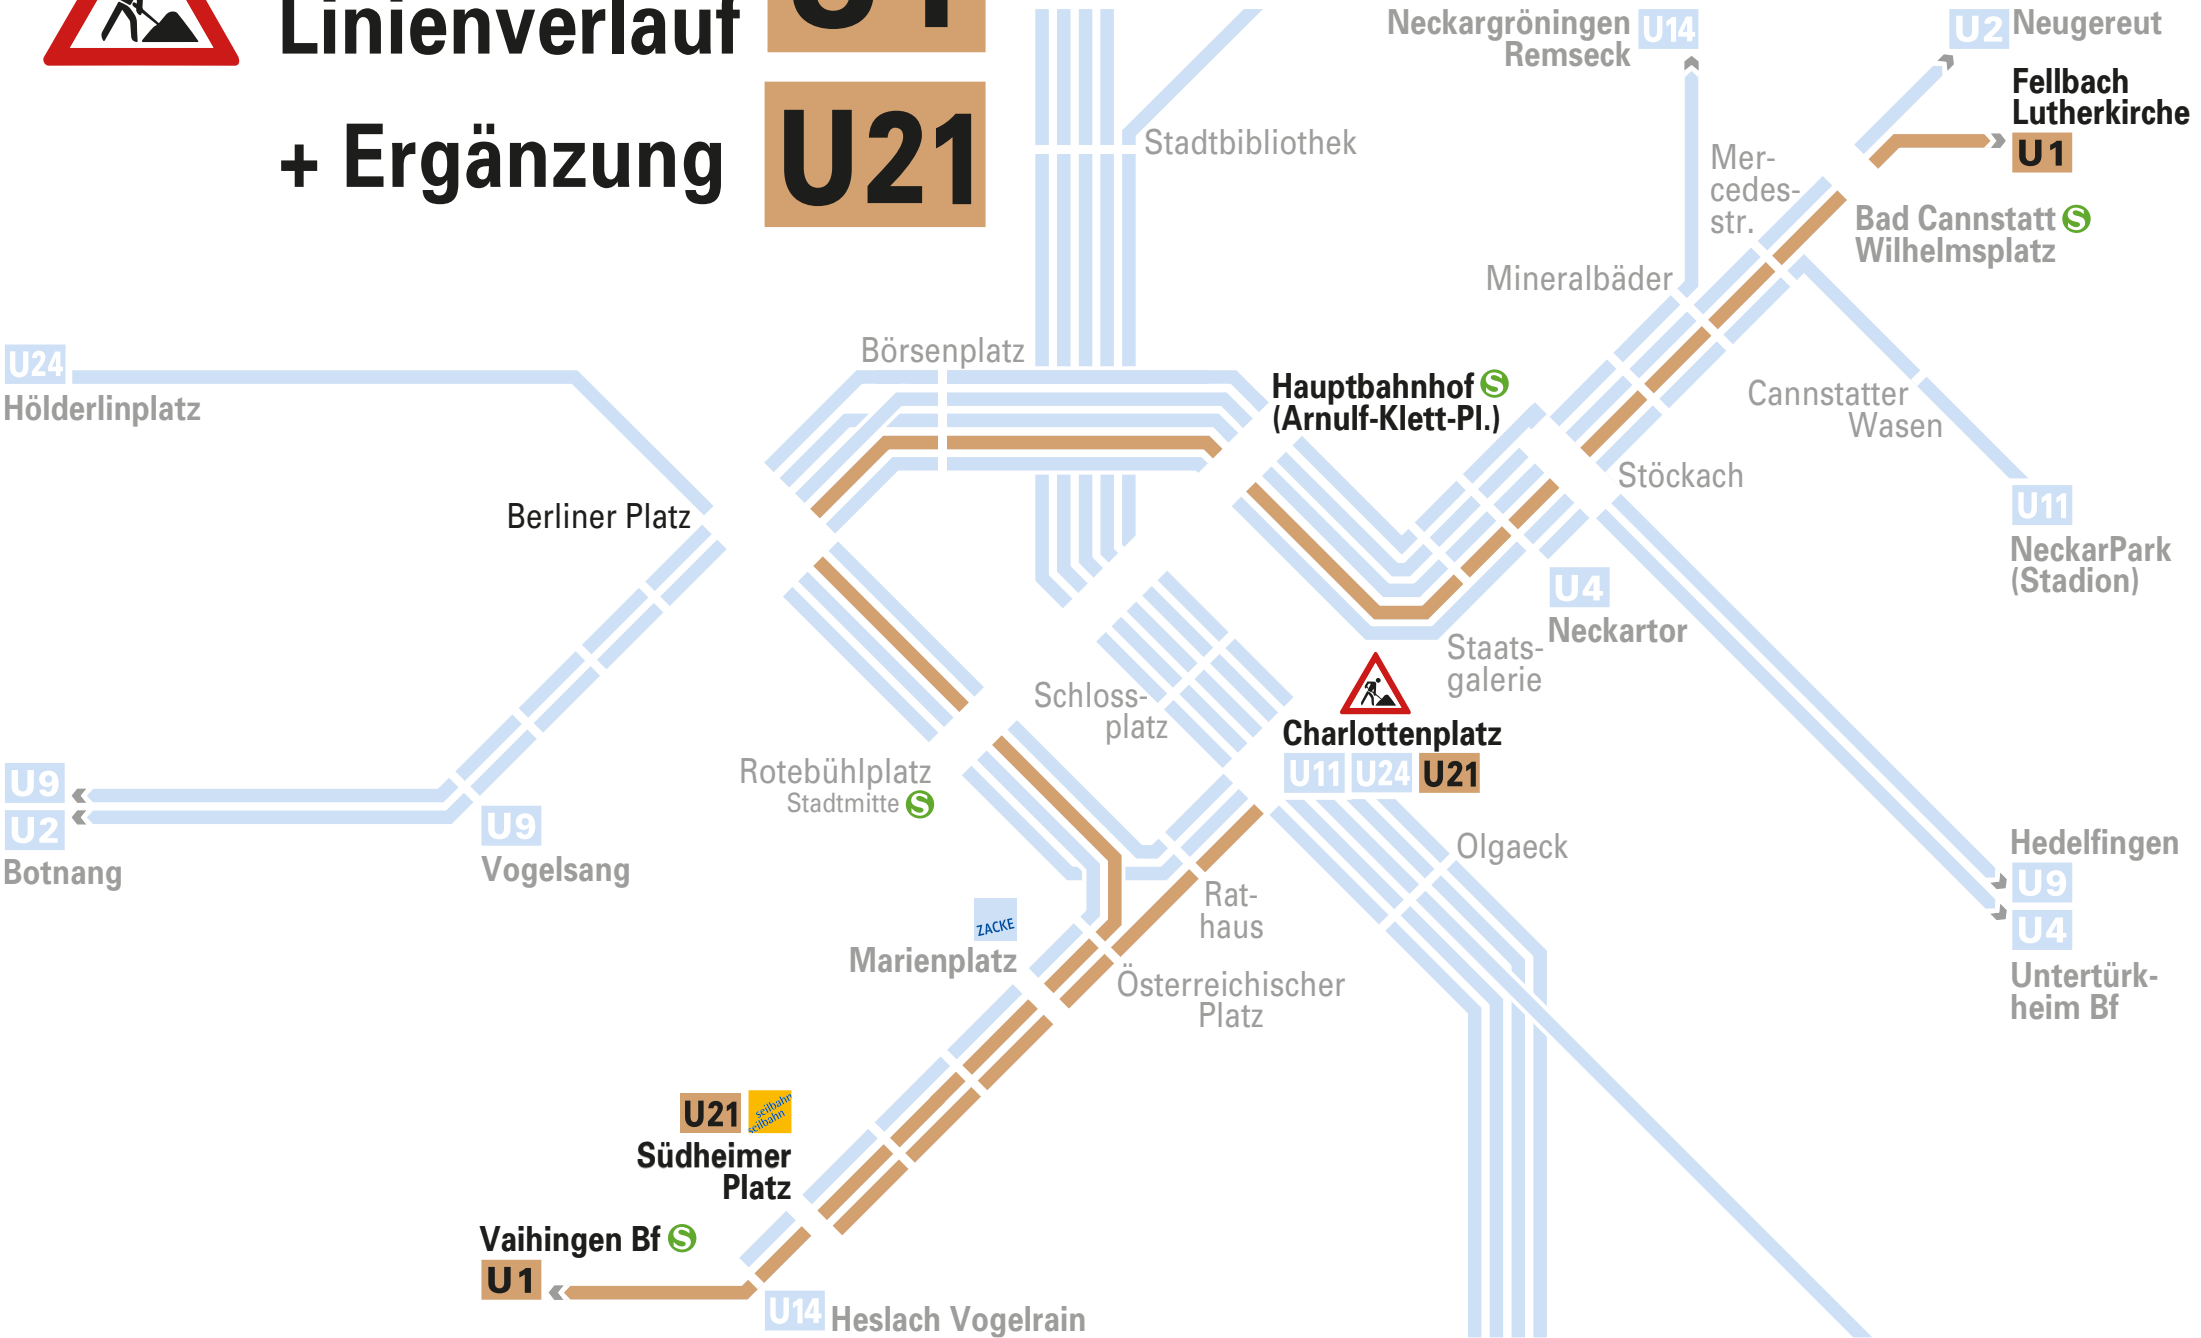 Linienverlauf U1
+ Ergänzung U21
Neckargröningen
Remseck
U14
U2 Neugereut
Fellbach
Lutherkirche
U1
Stadtbibliothek
Mer-
cedes-
str.
Bad Cannstatt S
Wilhelmsplatz
Mineralbäder
U24
Hölderlinplatz
Börsenplatz
Hauptbahnhof S
(Arnulf-Klett-Pl.)
Cannstatter
Wasen
Stöckach
U11
NeckarPark
(Stadion)
Berliner Platz
U4
Neckartor
Staats-
galerie
Schloss-
platz
Charlottenplatz
U11 U24 U21
Rotebühlplatz
Stadtmitte S
U9
U2
Botnang
U9
Vogelsang
Olgaeck
Hedelfingen
U9
U4
Untertürk-
heim Bf
Rat-
haus
ZACKE
Marienplatz
Österreichischer
Platz
U21
seilbahn
seilbahn
Südheimer
Platz
Vaihingen Bf S
U1
U14 Heslach Vogelrain